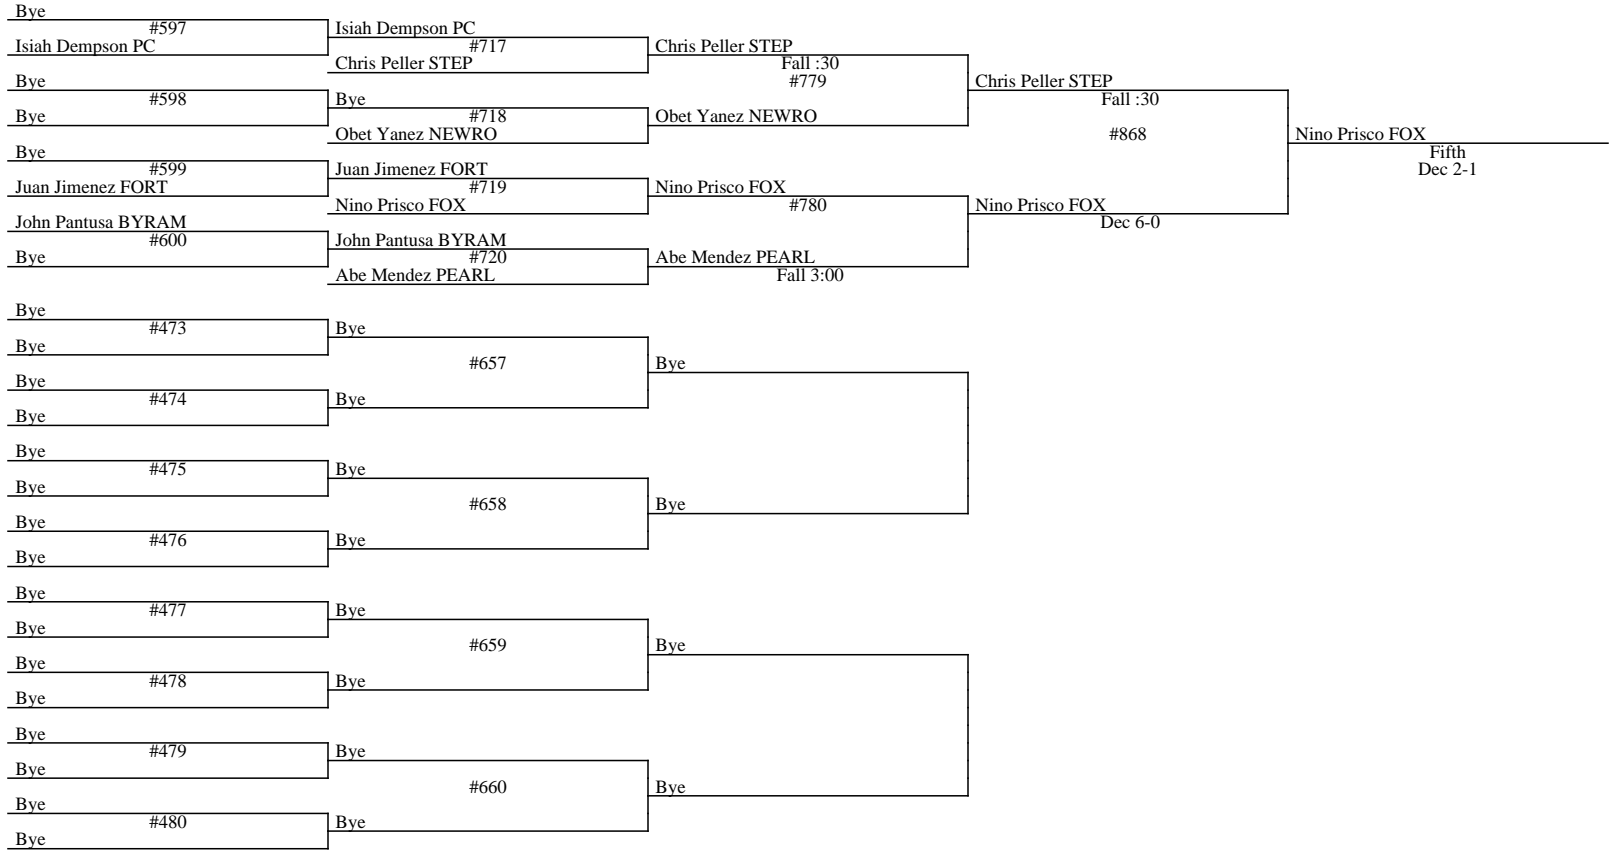 Bye
#597
Isiah Dempson PC
Isiah Dempson PC
#717
Chris Peller STEP
Chris Peller STEP
Fall :30
#779
Bye
#598
Bye
Bye
#718
Obet Yanez NEWRO
Obet Yanez NEWRO
Chris Peller STEP
Fall :30
#868
Bye
#599
Juan Jimenez FORT
Juan Jimenez FORT
#719
Nino Prisco FOX
Nino Prisco FOX
#780
John Pantusa BYRAM
#600
Bye
John Pantusa BYRAM
#720
Abe Mendez PEARL
Abe Mendez PEARL
Fall 3:00
Nino Prisco FOX
Dec 6-0
Nino Prisco FOX
Fifth
Dec 2-1
Bye
#473
Bye
Bye
#657
Bye
Bye
#474
Bye
Bye
Bye
#475
Bye
Bye
#658
Bye
Bye
#476
Bye
Bye
Bye
#477
Bye
Bye
#659
Bye
Bye
#478
Bye
Bye
Bye
#479
Bye
Bye
#660
Bye
Bye
#480
Bye
Bye